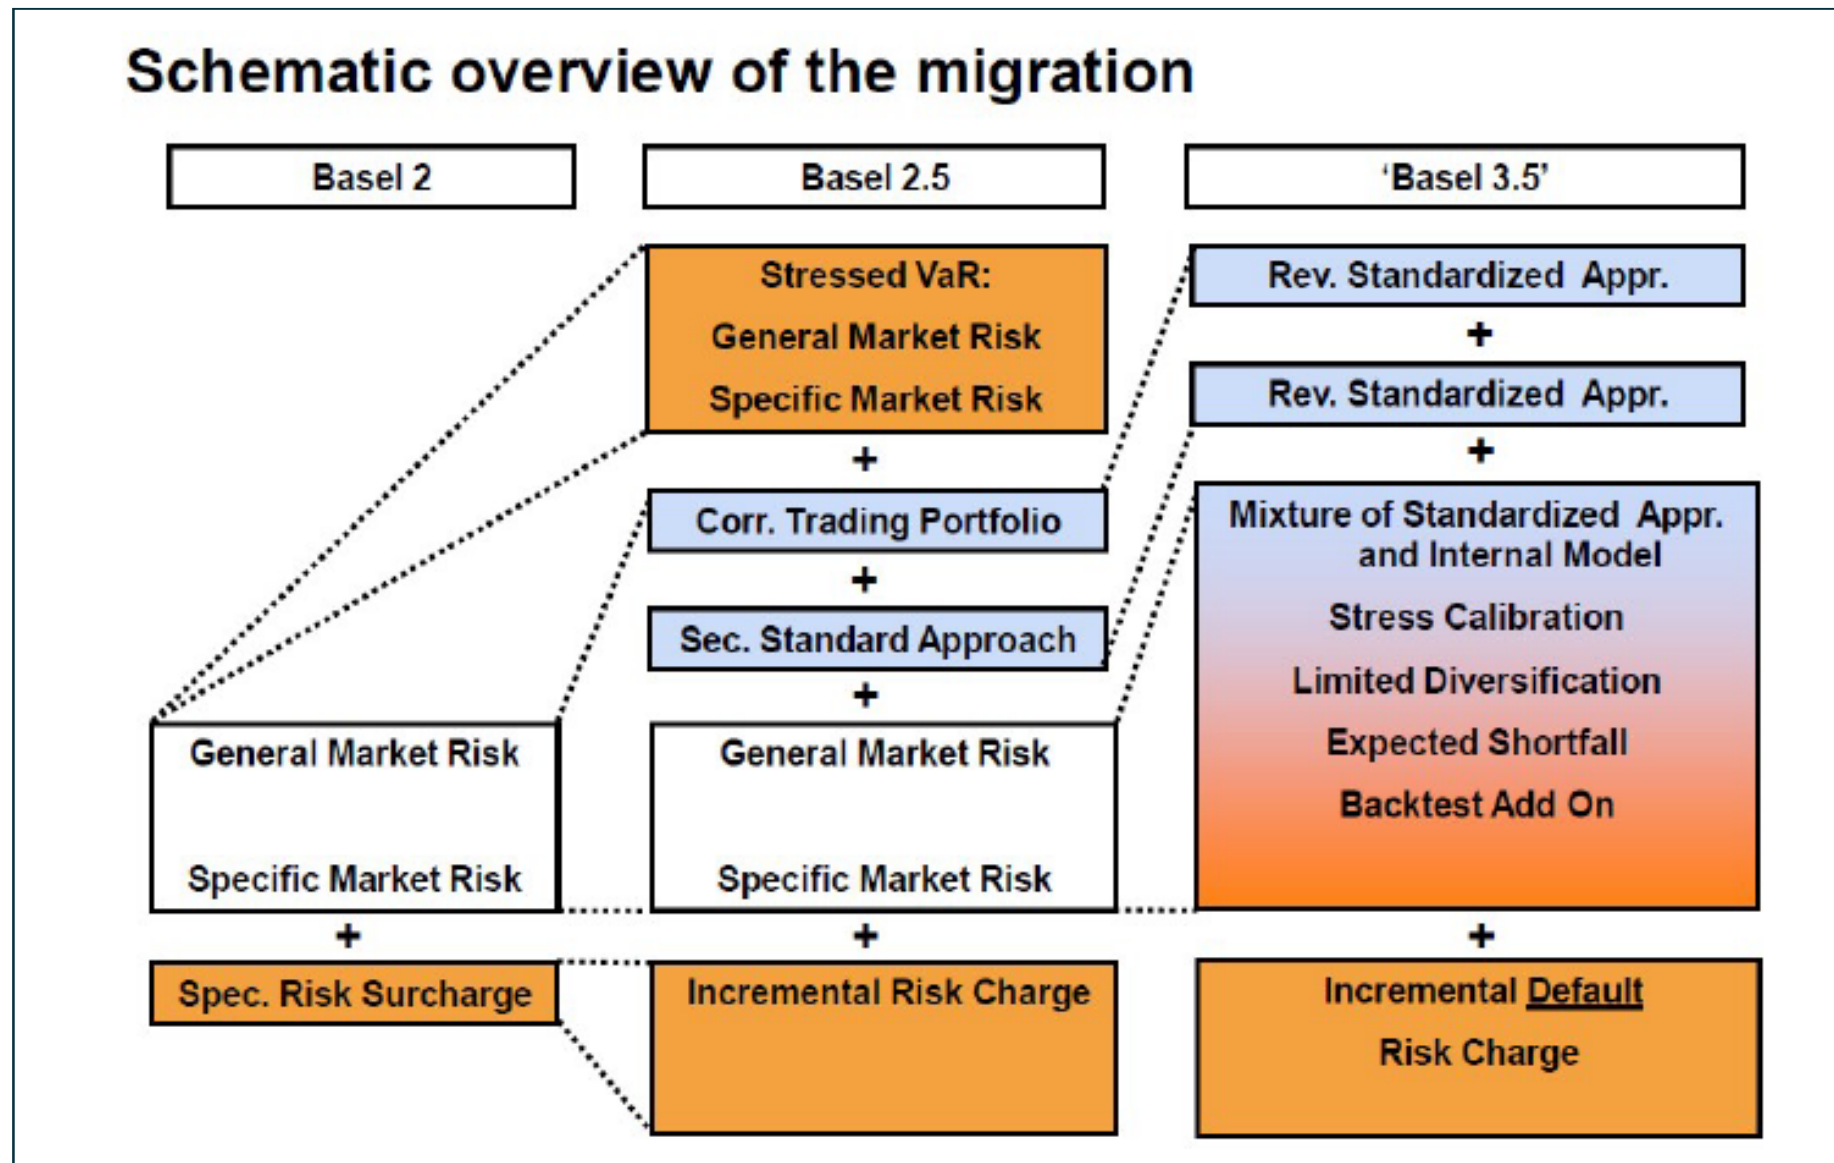 Schematic overview of the migration
Basel 2
Basel 2.5
‘Basel 3.5’
General Market Risk
Specific Market Risk
+
Spec. Risk Surcharge
Stressed VaR:
General Market Risk
Specific Market Risk
+
Corr. Trading Portfolio
+
Sec. Standard Approach
+
General Market Risk
Specific Market Risk
+
Incremental Risk Charge
Rev. Standardized Appr.
+
Rev. Standardized Appr.
+
Mixture of Standardized Appr.
and Internal Model
Stress Calibration
Limited Diversification
Expected Shortfall
Backtest Add On
+
Incremental Default
Risk Charge